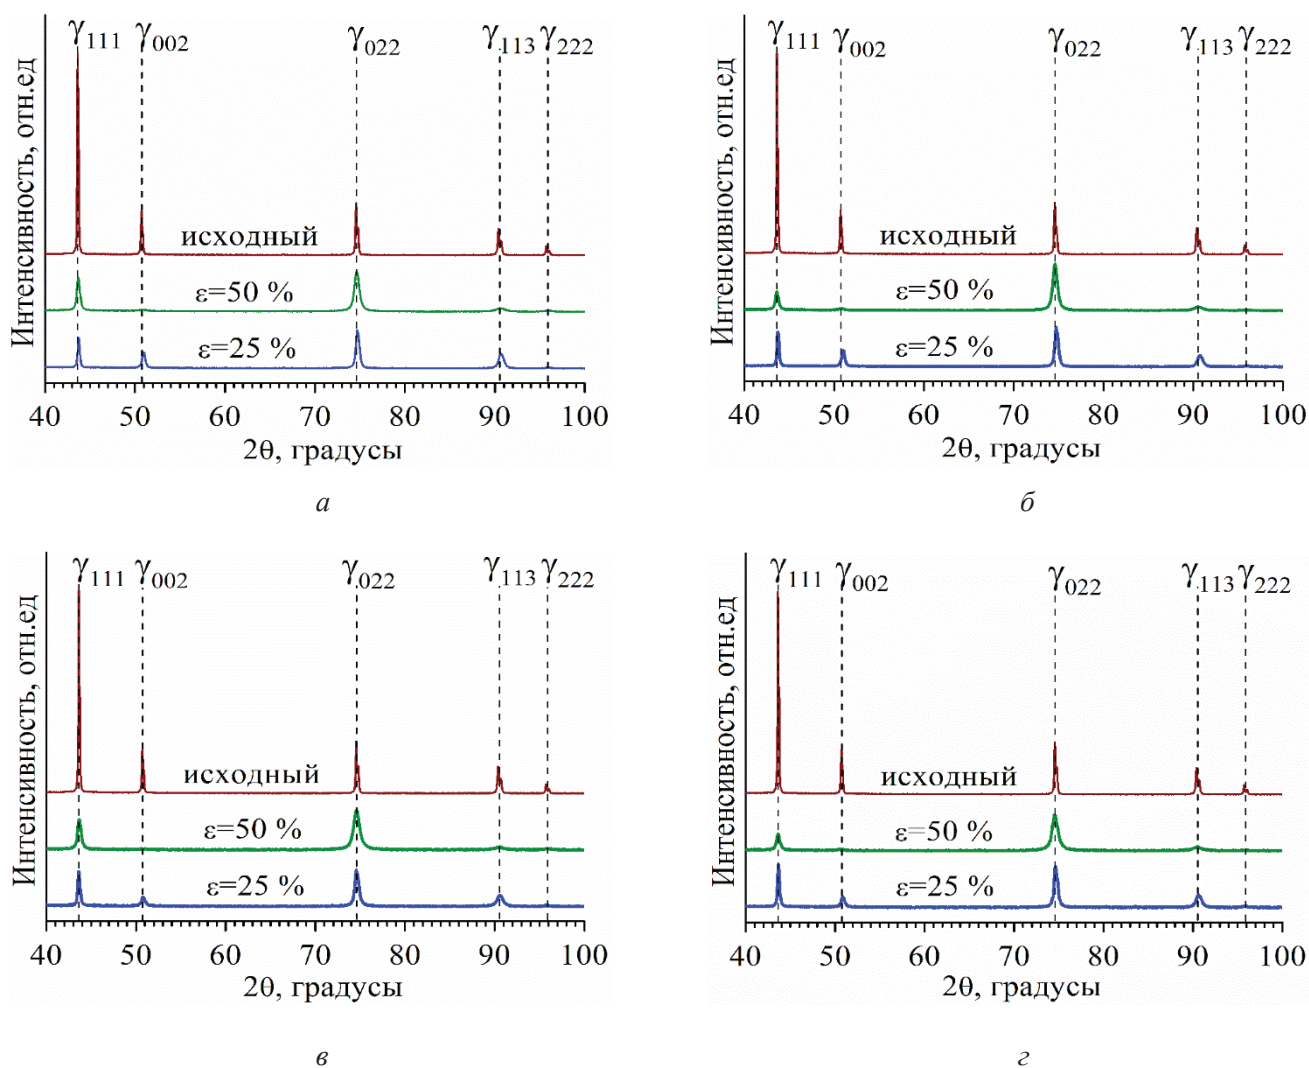 γ111 γ002 γ022 γ113 γ222
Интенсивность, отн.ед
исходный
ε=50 %
ε=25 %
40 50 60 70 80 90 100
2θ, градусы
а
γ111 γ002 γ022 γ113 γ222
Интенсивность, отн.ед
исходный
ε=50 %
ε=25 %
40 50 60 70 80 90 100
2θ, градусы
б
γ111 γ002 γ022 γ113 γ222
Интенсивность, отн.ед
исходный
ε=50 %
ε=25 %
40 50 60 70 80 90 100
2θ, градусы
в
γ111 γ002 γ022 γ113 γ222
Интенсивность, отн.ед
исходный
ε=50 %
ε=25 %
40 50 60 70 80 90 100
2θ, градусы
г